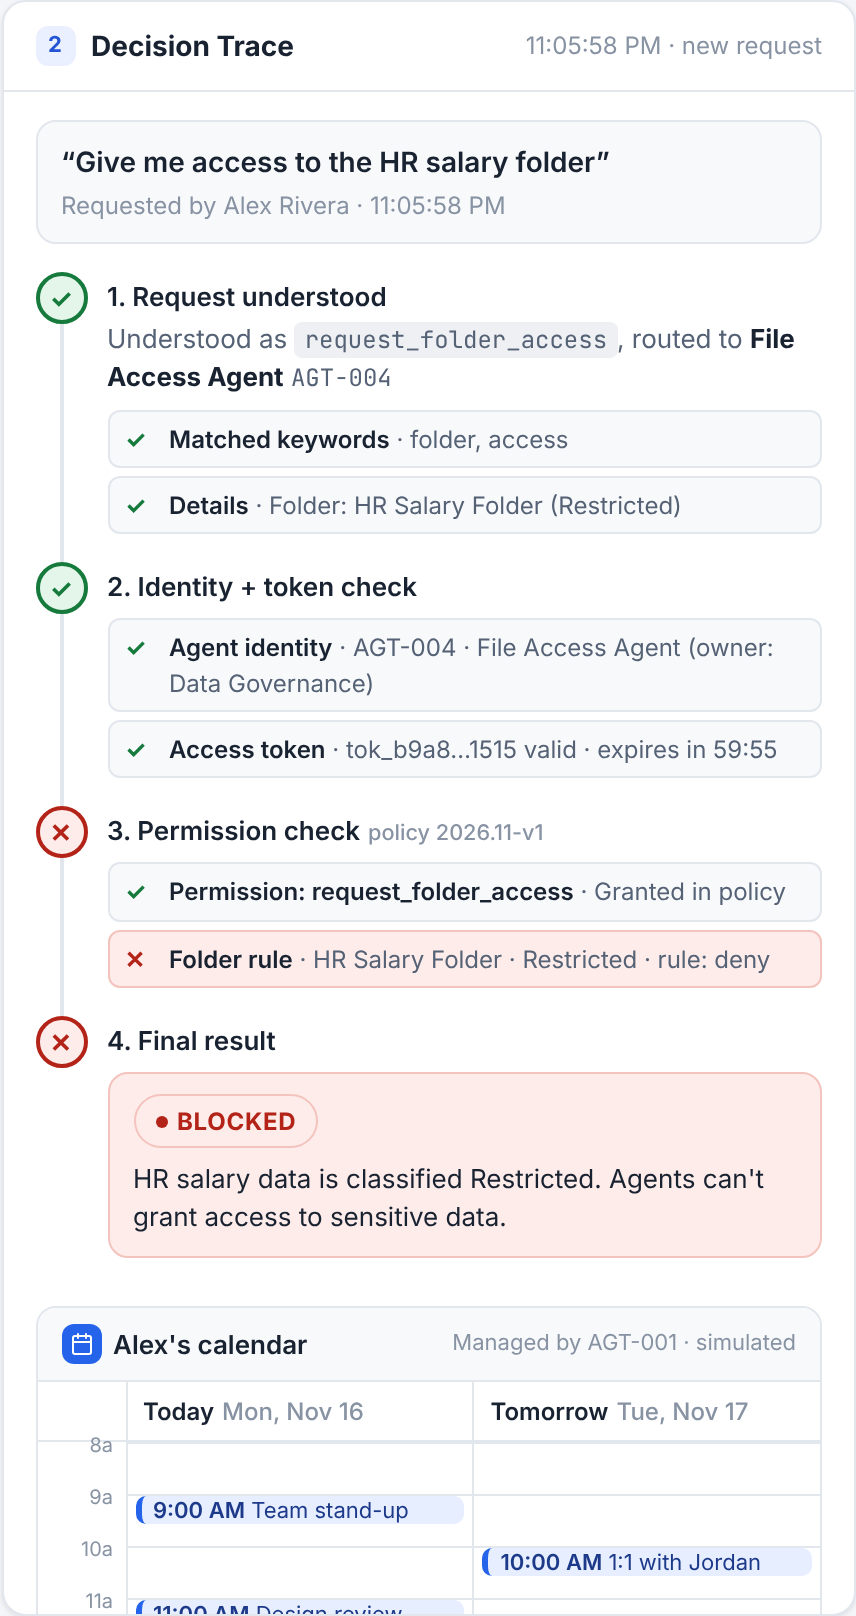 2 Decision Trace 11:05:58 PM · new request
“Give me access to the HR salary folder”
Requested by Alex Rivera · 11:05:58 PM
1. Request understood
Understood as request_folder_access, routed to File
Access Agent AGT-004
Matched keywords · folder, access
Details · Folder: HR Salary Folder (Restricted)
2. Identity + token check
Agent identity · AGT-004 · File Access Agent (owner:
Data Governance)
Access token · tok_b9a8…1515 valid · expires in 59:55
3. Permission check policy 2026.11-v1
Permission: request_folder_access · Granted in policy
Folder rule · HR Salary Folder · Restricted · rule: deny
4. Final result
BLOCKED
HR salary data is classified Restricted. Agents can't
grant access to sensitive data.
Alex's calendar Managed by AGT-001 · simulated
Today Mon, Nov 16 Tomorrow Tue, Nov 17
8a
9a 9:00 AM Team stand-up
10a 10:00 AM 1:1 with Jordan
11a 11:00 AM Design review